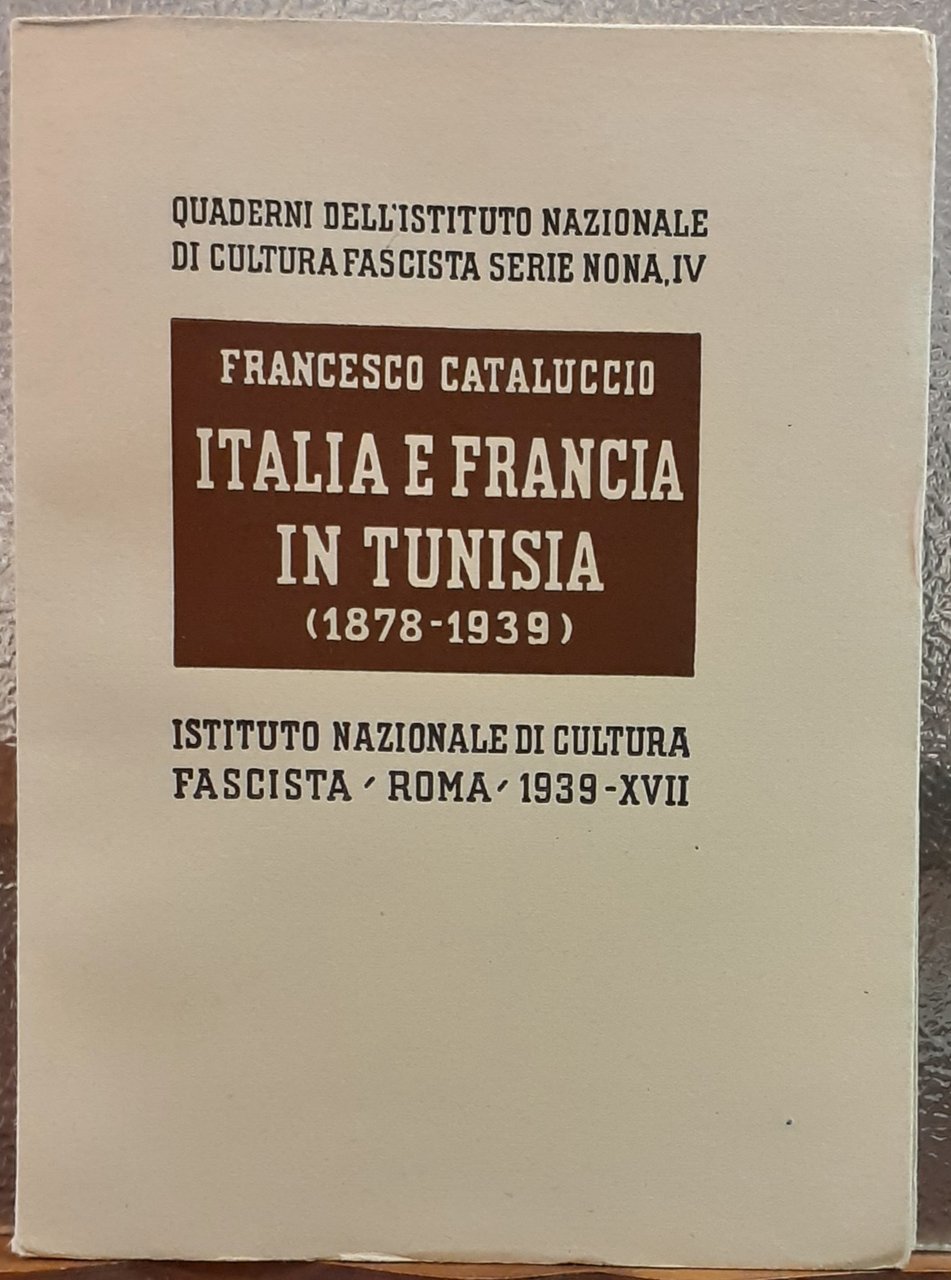 QUADERNI DELL'ISTITUTO NAZIONALE
DI CULTURA FASCISTA SERIE NONA, IV
FRANCESCO CATALUCCIO
ITALIA E FRANCIA
IN TUNISIA
(1878-1939)
ISTITUTO NAZIONALE DI CULTURA
FASCISTA ʹ ROMA ʹ 1939-XVII